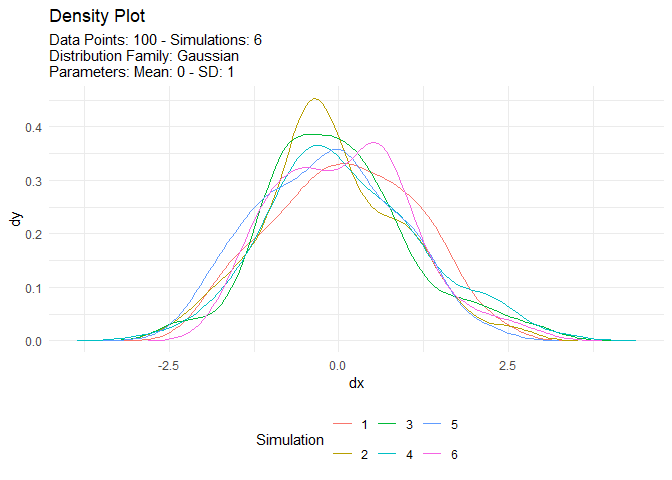 Density Plot
Data Points: 100 - Simulations: 6
Distribution Family: Gaussian
Parameters: Mean: 0 - SD: 1
0.4
0.3
0.2
0.1
0.0
dy
-2.5 0.0 2.5
dx
Simulation
1 3 5
2 4 6